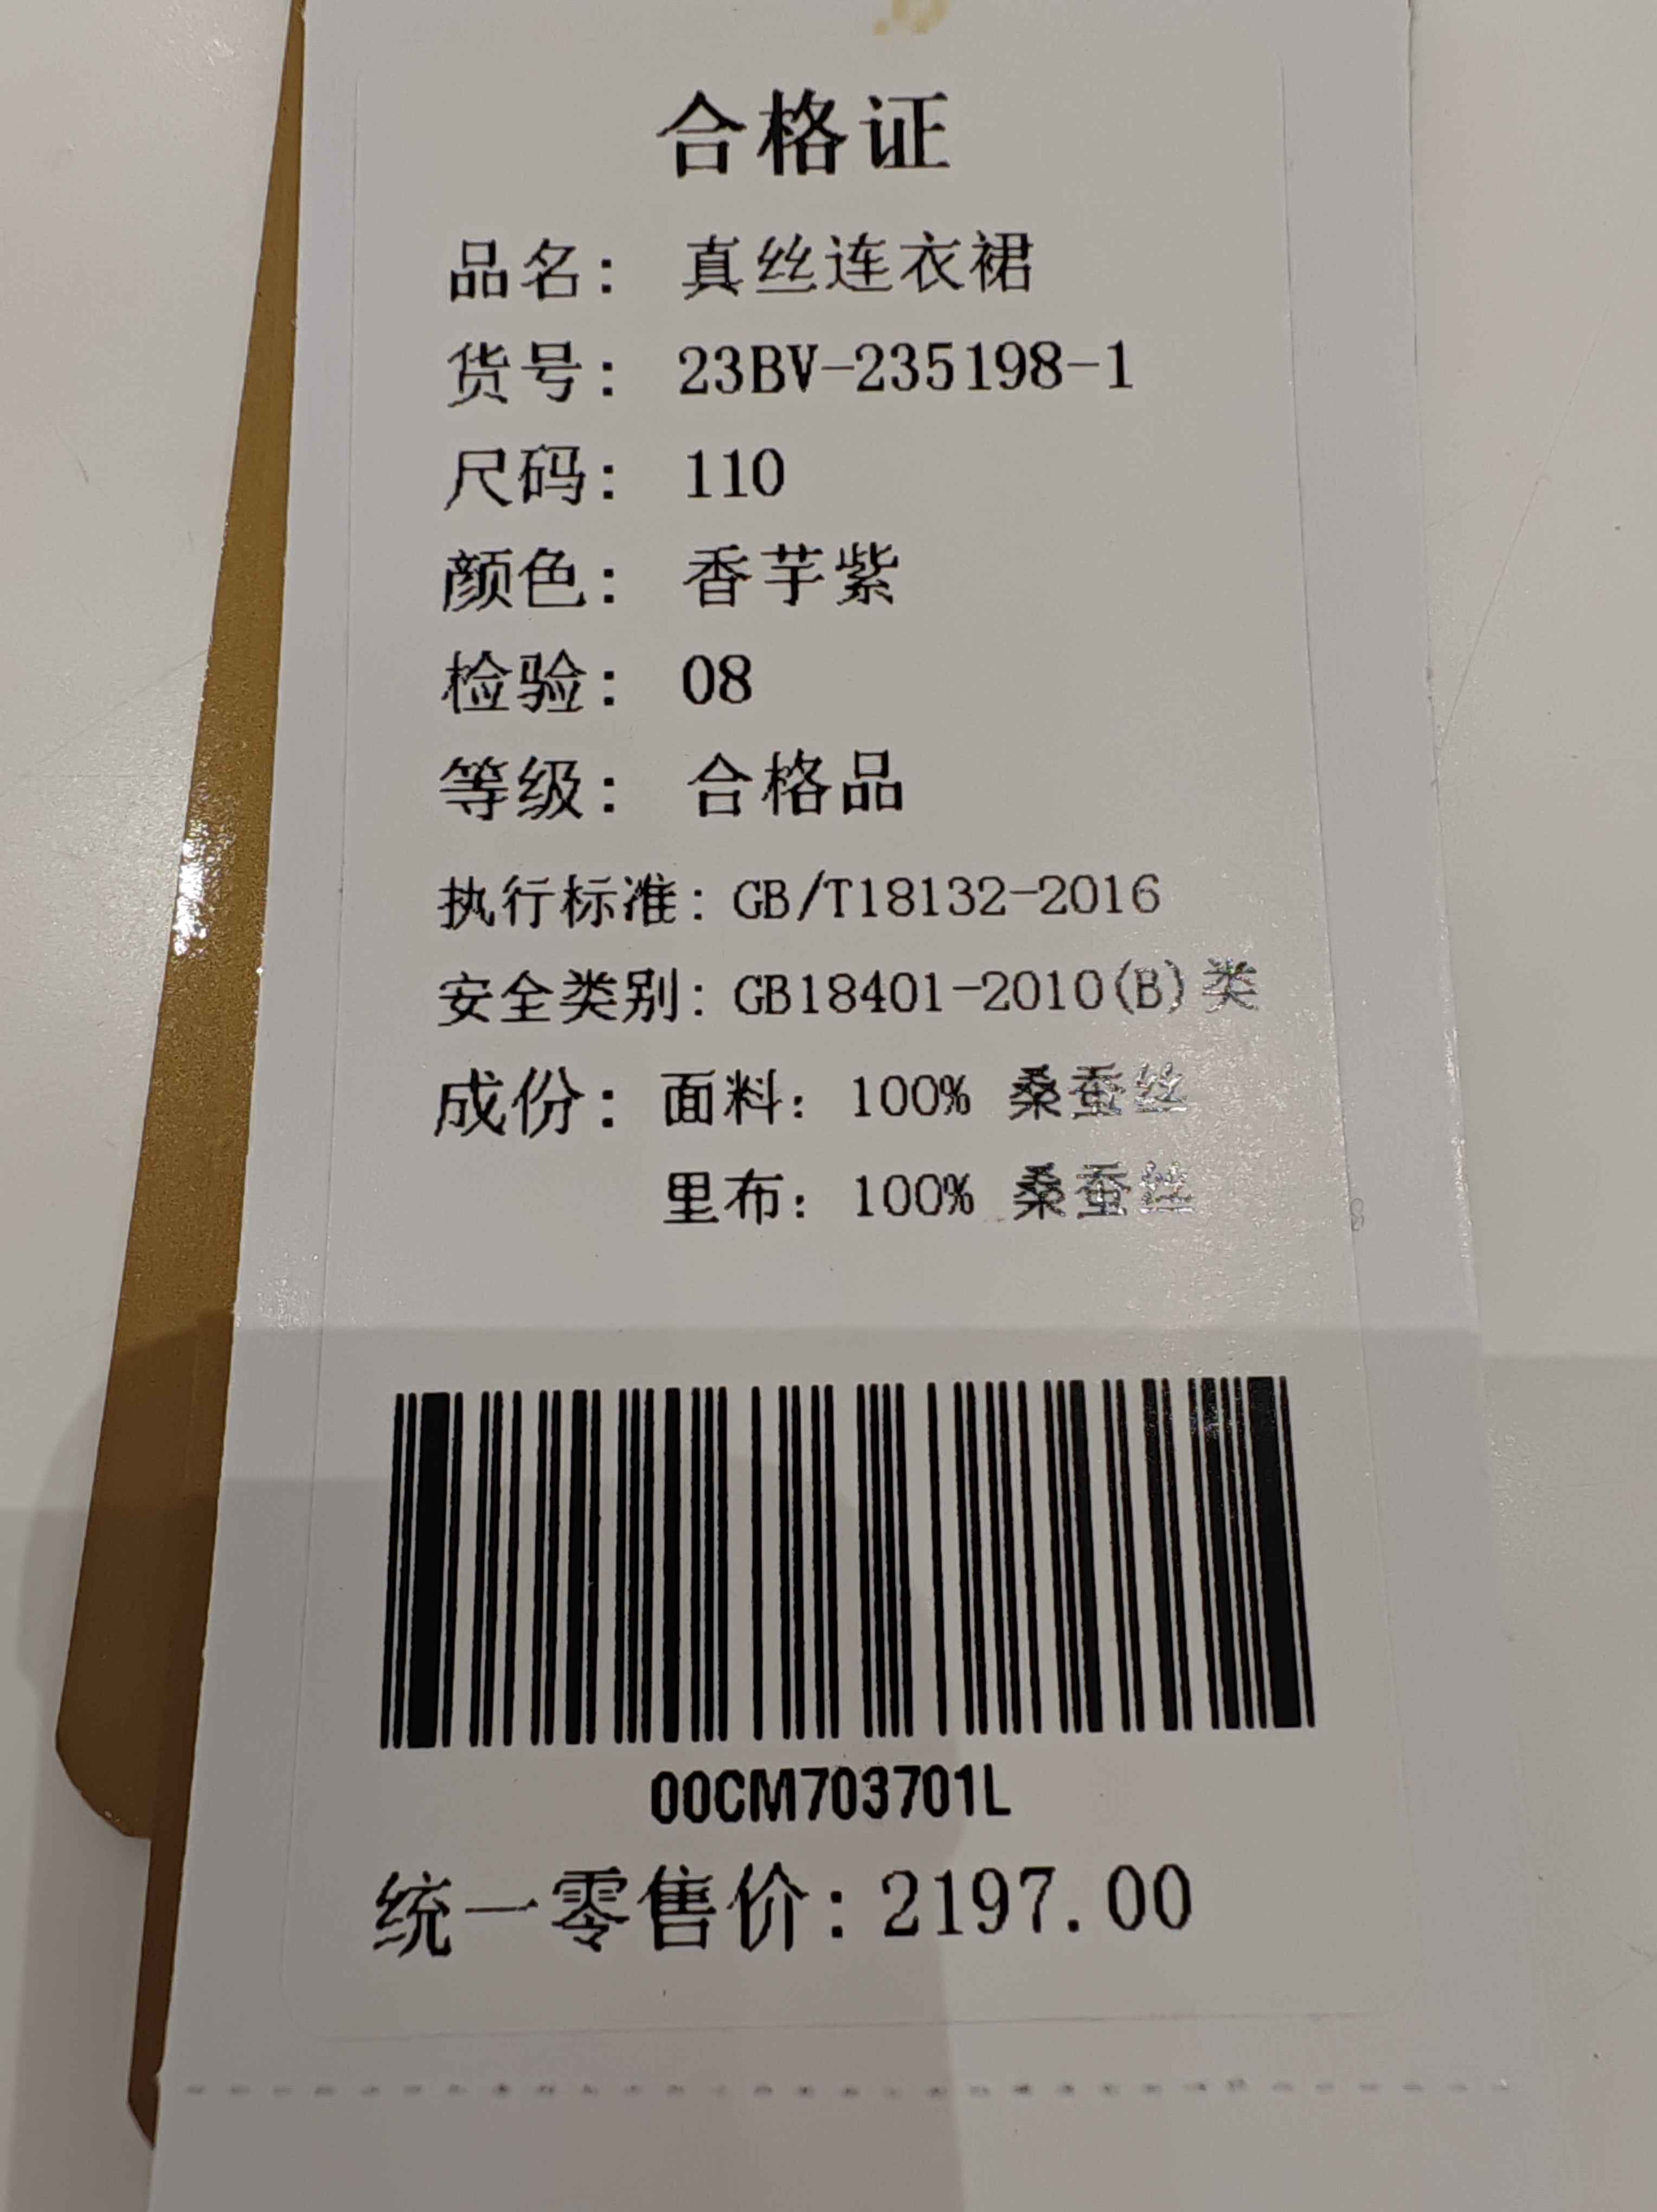 合格证
品名: 真丝连衣裙
货号: 23BV-235198-1
尺码: 110
颜色: 香芋紫
检验: 08
等级: 合格品
执行标准: GB/T18132-2016
安全类别: GB18401-2010(B)类
成份: 面料: 100% 桑蚕丝
里布: 100% 桑蚕丝
00CM703701L
统一零售价: 2197.00